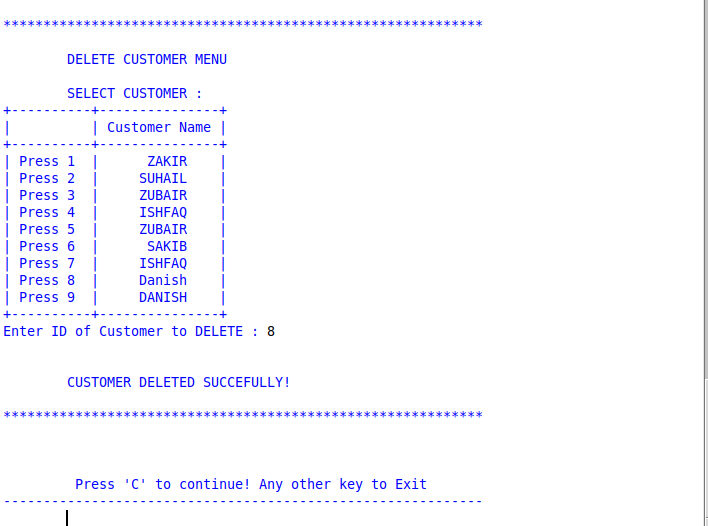 ************************************************************
DELETE CUSTOMER MENU
SELECT CUSTOMER :
+----------+---------------+
|          | Customer Name |
+----------+---------------+
| Press 1  |      ZAKIR    |
| Press 2  |     SUHAIL    |
| Press 3  |     ZUBAIR    |
| Press 4  |     ISHFAQ    |
| Press 5  |     ZUBAIR    |
| Press 6  |      SAKIB    |
| Press 7  |     ISHFAQ    |
| Press 8  |     Danish    |
| Press 9  |     DANISH    |
+----------+---------------+
Enter ID of Customer to DELETE : 8
CUSTOMER DELETED SUCCEFULLY!
************************************************************
Press 'C' to continue! Any other key to Exit
------------------------------------------------------------